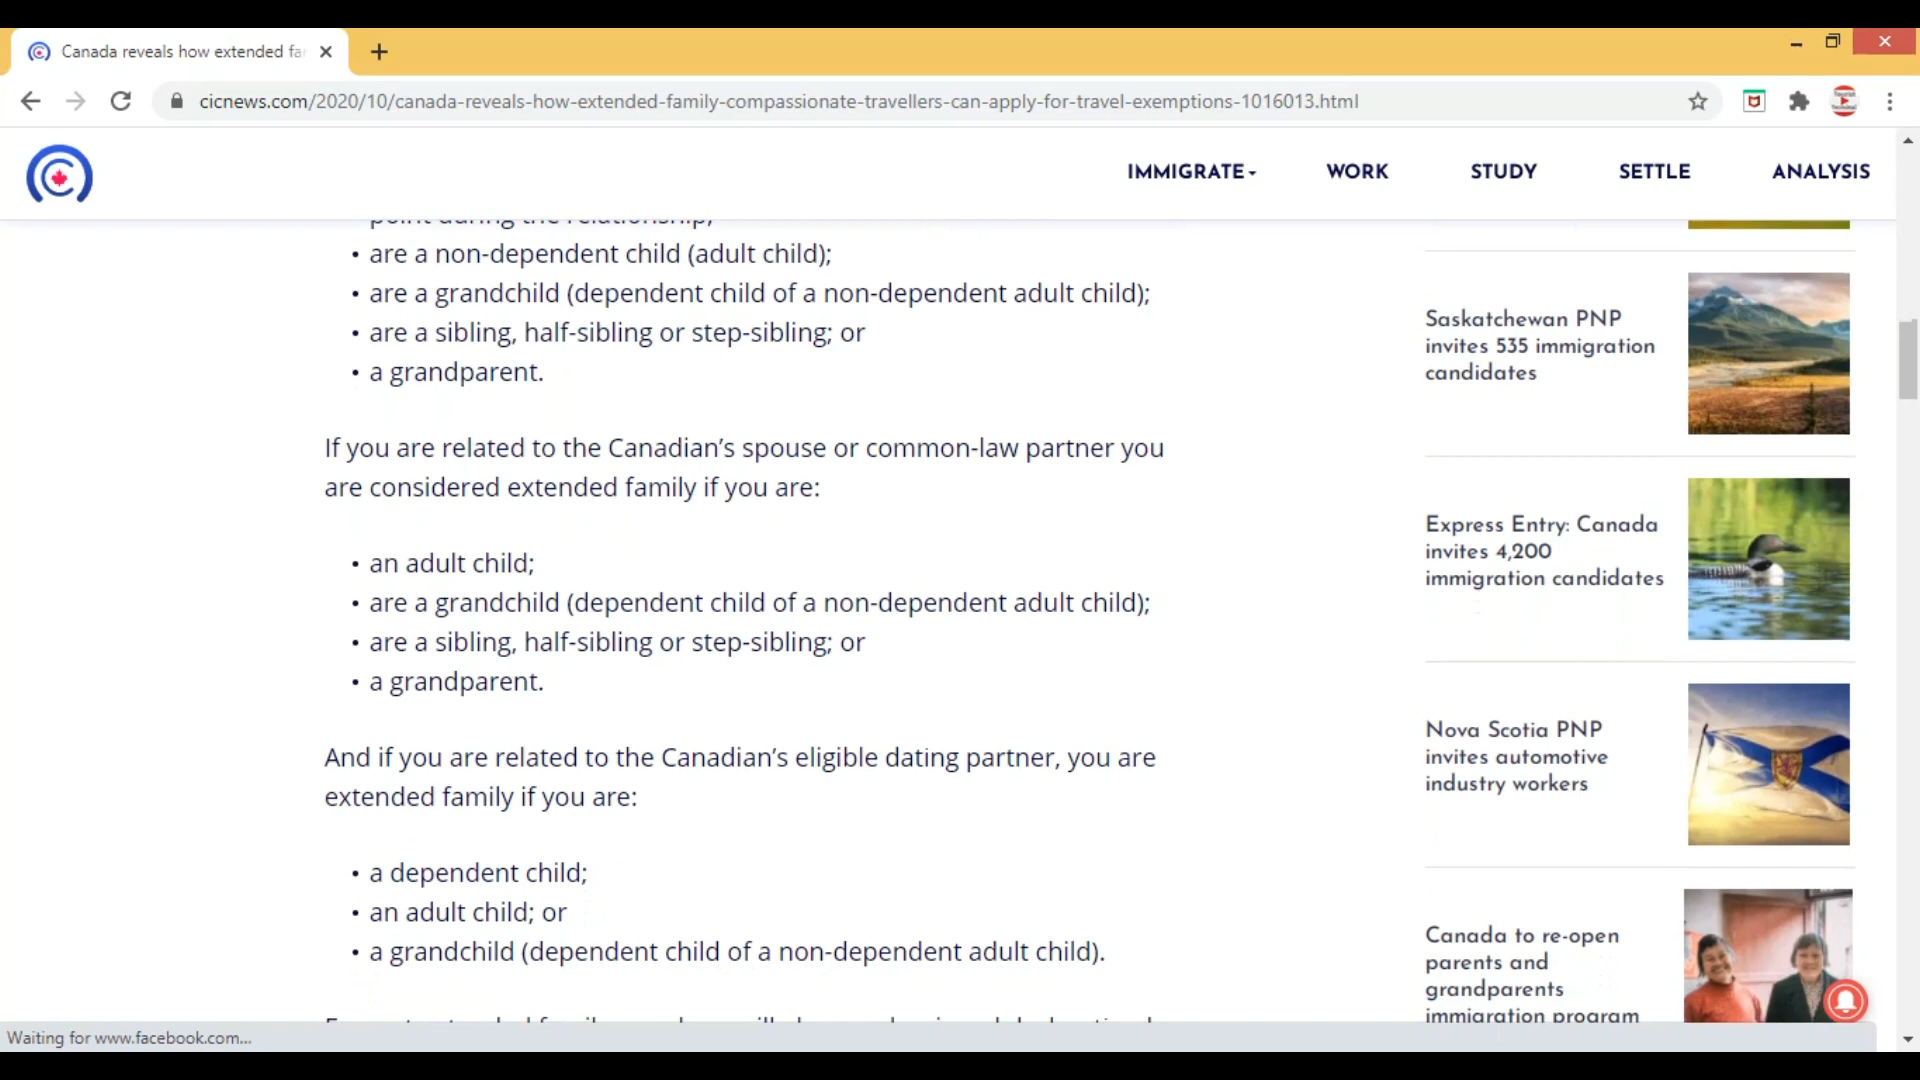 Canada reveals how extended fa
cicnews.com/2020/10/canada-reveals-how-extended-family-compassionate-travellers-can-apply-for-travel-exemptions-1016013.html
IMMIGRATE
WORK
STUDY
SETTLE
ANALYSIS
point during the relationship;
• are a non-dependent child (adult child);
• are a grandchild (dependent child of a non-dependent adult child);
• are a sibling, half-sibling or step-sibling; or
• a grandparent.
If you are related to the Canadian’s spouse or common-law partner you
are considered extended family if you are:
• an adult child;
• are a grandchild (dependent child of a non-dependent adult child);
• are a sibling, half-sibling or step-sibling; or
• a grandparent.
And if you are related to the Canadian’s eligible dating partner, you are
extended family if you are:
• a dependent child;
• an adult child; or
• a grandchild (dependent child of a non-dependent adult child).
Saskatchewan PNP
invites 535 immigration
candidates
Express Entry: Canada
invites 4,200
immigration candidates
Nova Scotia PNP
invites automotive
industry workers
Canada to re-open
parents and
grandparents
immigration program
Waiting for www.facebook.com...